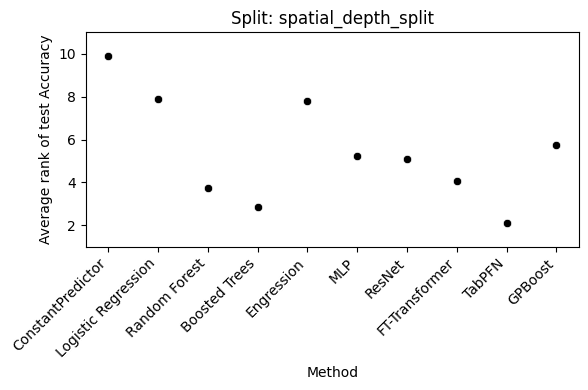 Split: spatial_depth_split
Average rank of test Accuracy
10
8
6
4
2
ConstantPredictor
Logistic Regression
Random Forest
Boosted Trees
Engression
MLP
ResNet
FT-Transformer
TabPFN
GPBoost
Method